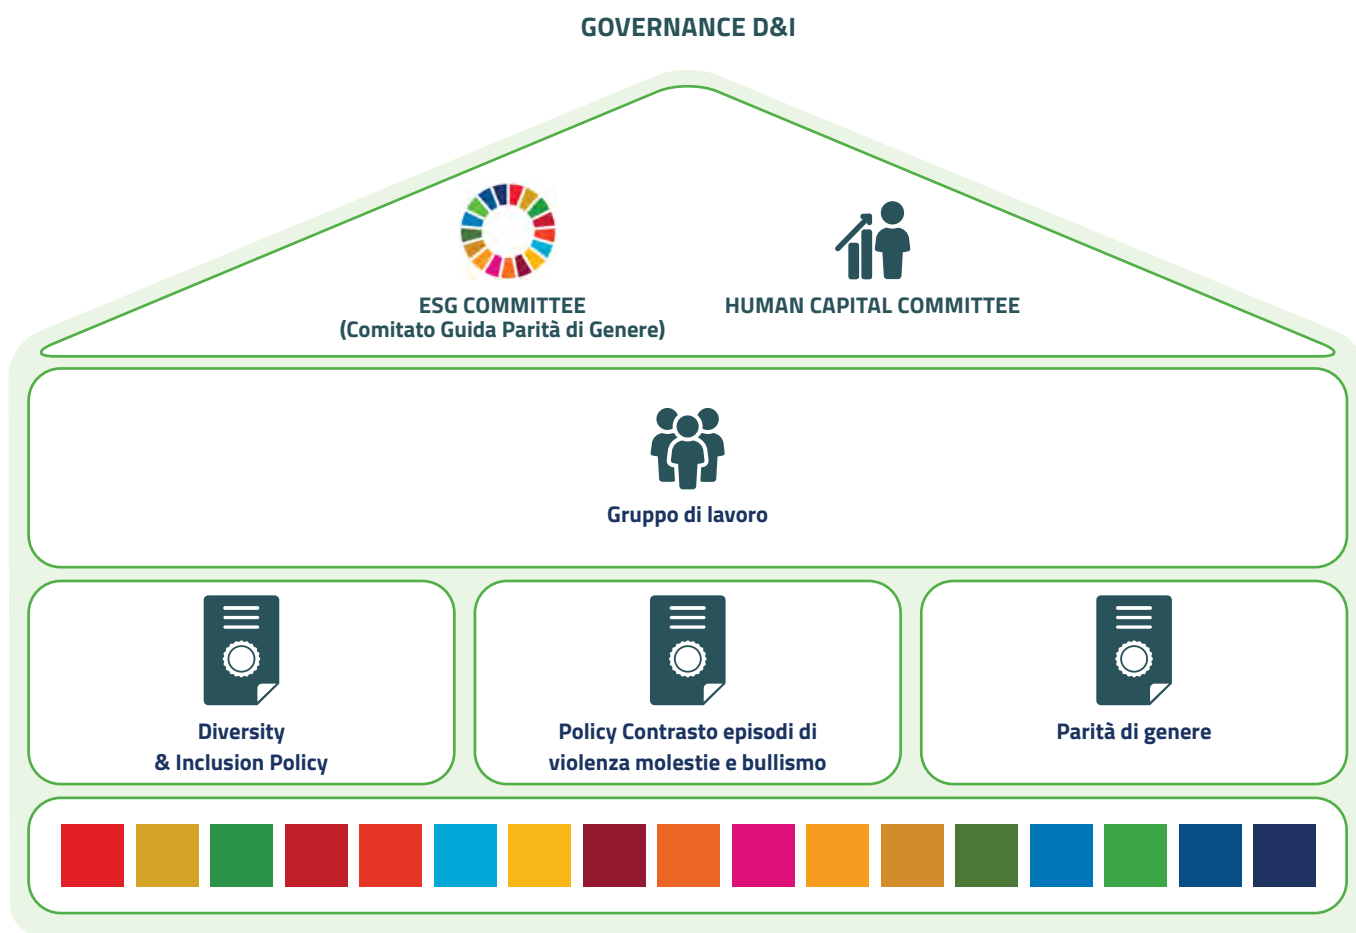 GOVERNANCE D&I
ESG COMMITTEE
(Comitato Guida Parità di Genere)
HUMAN CAPITAL COMMITTEE
Gruppo di lavoro
Diversity
& Inclusion Policy
Policy Contrasto episodi di
violenza molestie e bullismo
Parità di genere